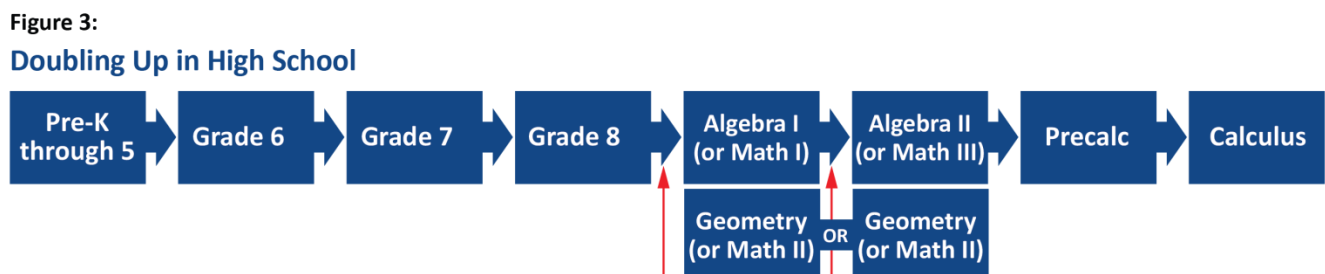 Figure 3:
Doubling Up in High School
Pre-K
through 5
Grade 6
Grade 7
Grade 8
Algebra I
(or Math I)
Algebra II
(or Math III)
Precalc
Calculus
Geometry
(or Math II)
OR
Geometry
(or Math II)